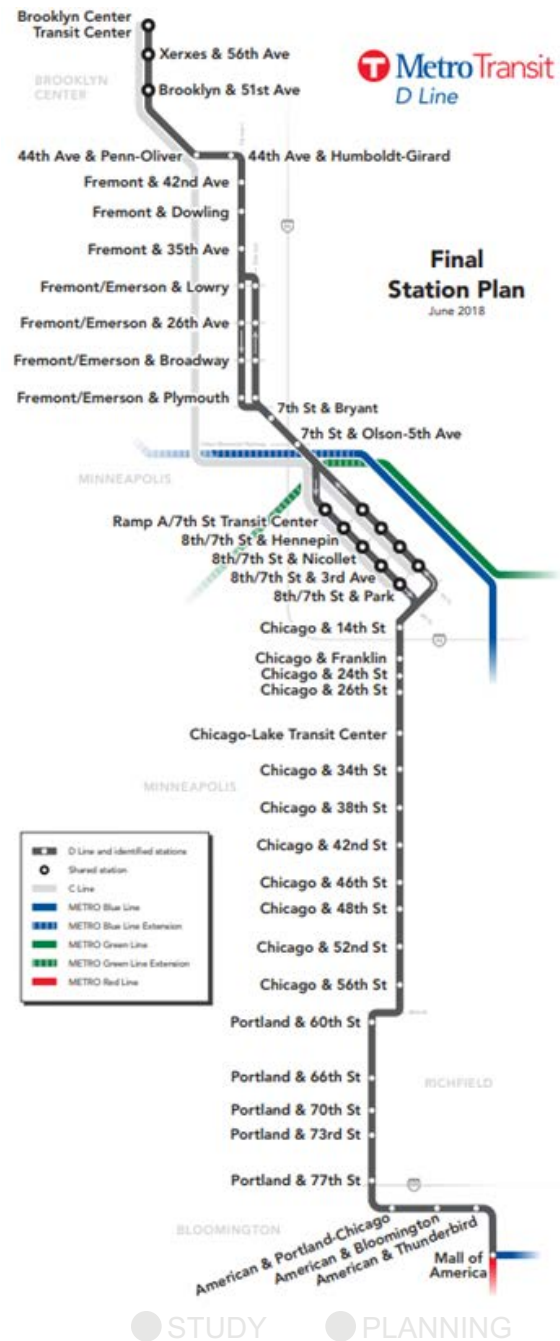 Brooklyn Center
Transit Center
Xerxes & 56th Ave
Brooklyn & 51st Ave
BROOKLYN
CENTER
T MetroTransit
D Line
44th Ave & Penn-Oliver
44th Ave & Humboldt-Girard
Fremont & 42nd Ave
Fremont & Dowling
Fremont & 35th Ave
Final
Station Plan
June 2018
Fremont/Emerson & Lowry
Fremont/Emerson & 26th Ave
Fremont/Emerson & Broadway
Fremont/Emerson & Plymouth
7th St & Bryant
7th St & Olson-5th Ave
MINNEAPOLIS
Ramp A/7th St Transit Center
8th/7th St & Hennepin
8th/7th St & Nicollet
8th/7th St & 3rd Ave
8th/7th St & Park
Chicago & 14th St
Chicago & Franklin
Chicago & 24th St
Chicago & 26th St
Chicago-Lake Transit Center
Chicago & 34th St
MINNEAPOLIS
Chicago & 38th St
Chicago & 42nd St
Chicago & 46th St
Chicago & 48th St
Chicago & 52nd St
Chicago & 56th St
D Line and identified stations
Shared station
C Line
METRO Blue Line
METRO Blue Line Extension
METRO Green Line
METRO Green Line Extension
METRO Red Line
Portland & 60th St
Portland & 66th St
RICHFIELD
Portland & 70th St
Portland & 73rd St
Portland & 77th St
BLOOMINGTON
American & Portland-Chicago
American & Bloomington
American & Thunderbird
Mall of
America
STUDY
PLANNING